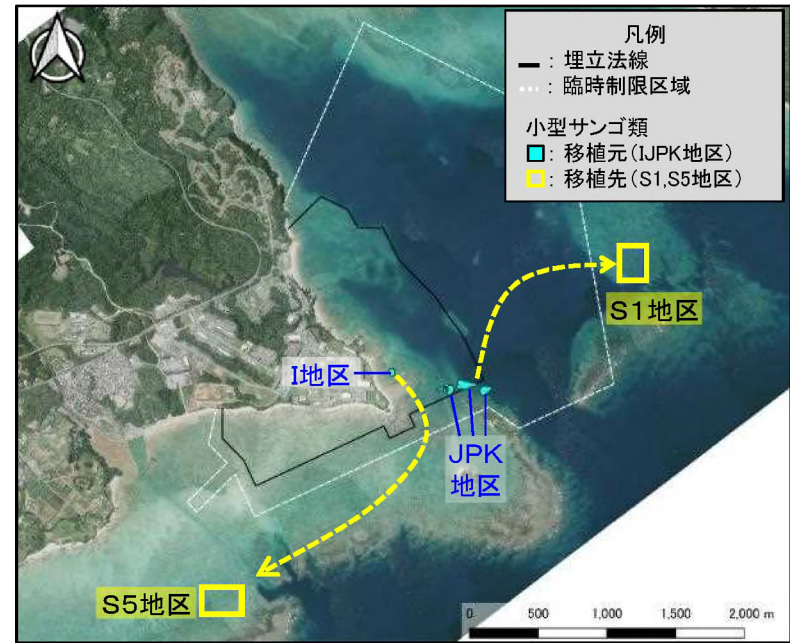 凡例
: 埋立法線
: 臨時制限区域
小型サンゴ類
: 移植元(IJPK地区)
: 移植先(S1,S5地区)
S1地区
I地区
JPK
地区
S5地区
0 500 1,000 1,500 2,000 m